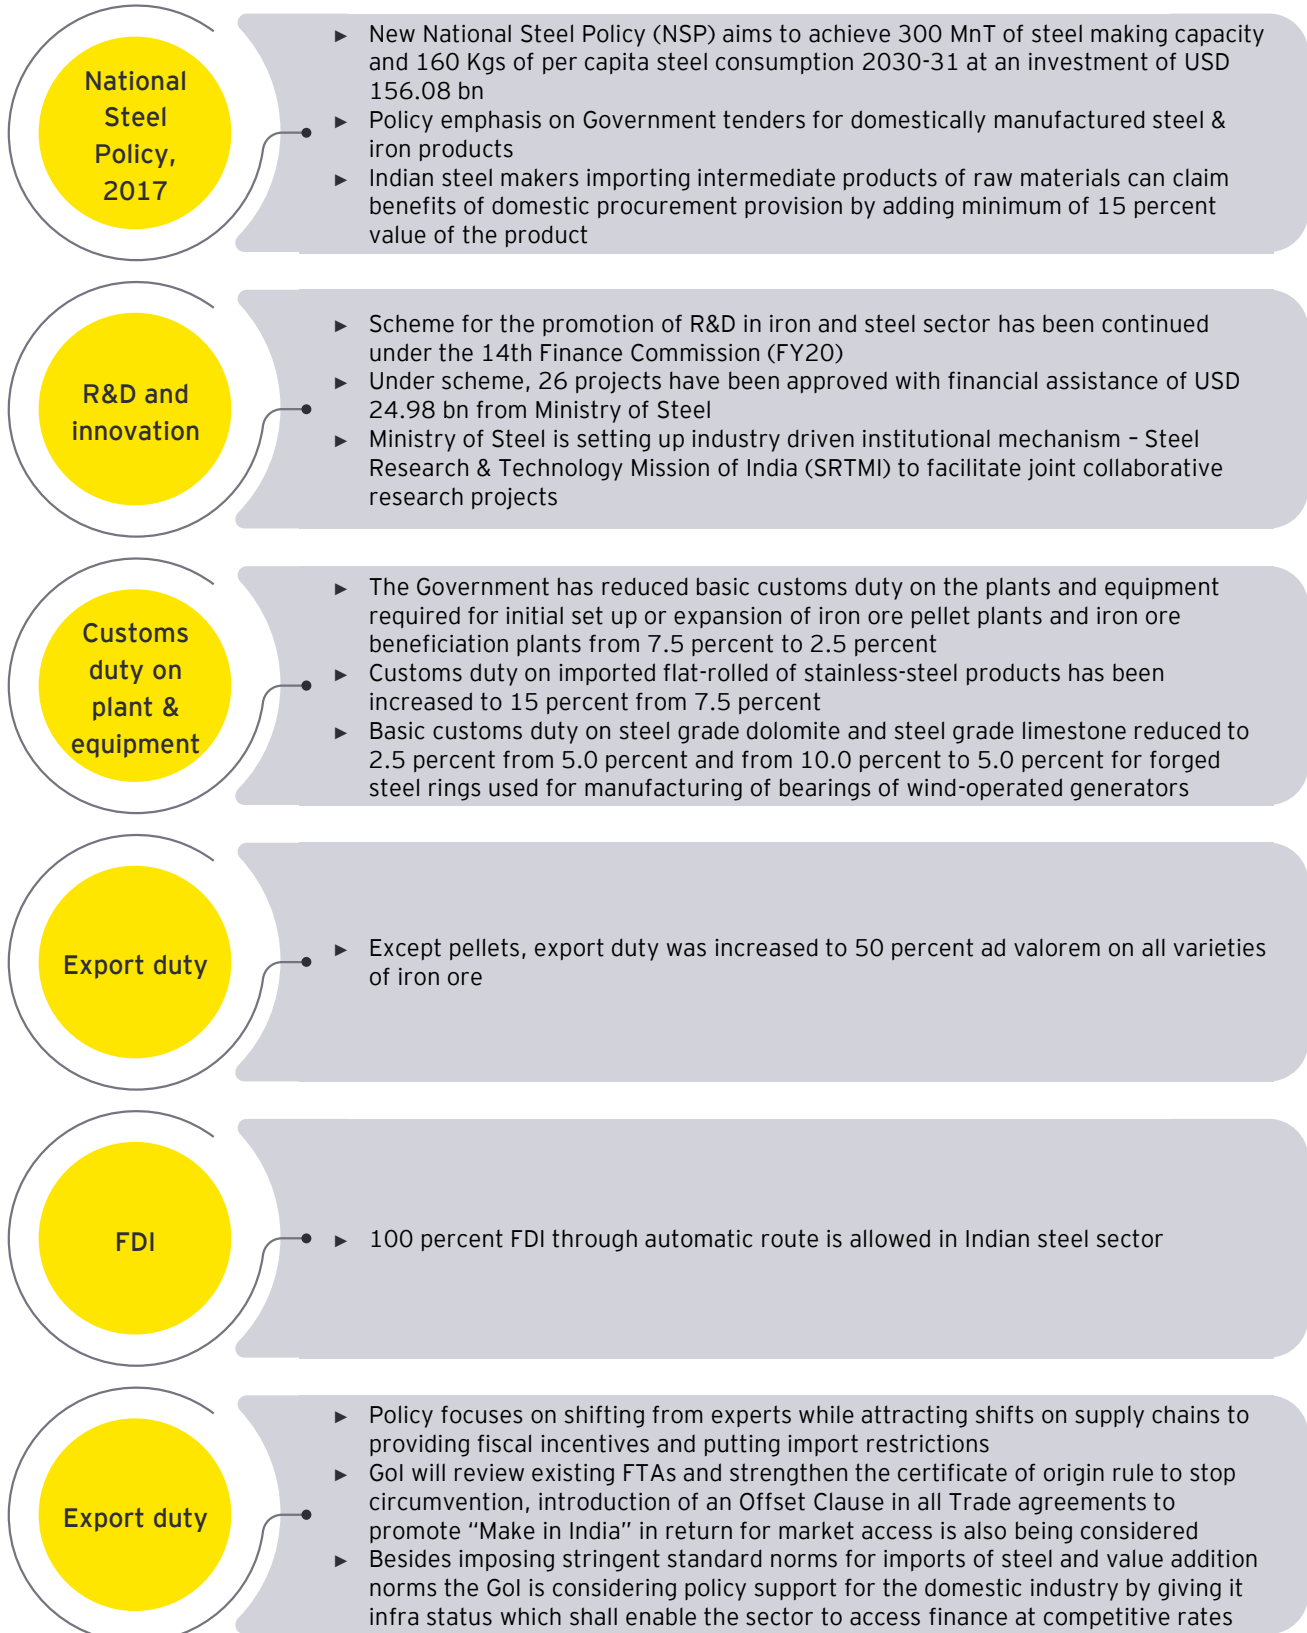 National
Steel
Policy,
2017
► New National Steel Policy (NSP) aims to achieve 300 MnT of steel making capacity
and 160 Kgs of per capita steel consumption 2030-31 at an investment of USD
156.08 bn
► Policy emphasis on Government tenders for domestically manufactured steel &
iron products
► Indian steel makers importing intermediate products of raw materials can claim
benefits of domestic procurement provision by adding minimum of 15 percent
value of the product
R&D and
innovation
► Scheme for the promotion of R&D in iron and steel sector has been continued
under the 14th Finance Commission (FY20)
► Under scheme, 26 projects have been approved with financial assistance of USD
24.98 bn from Ministry of Steel
► Ministry of Steel is setting up industry driven institutional mechanism – Steel
Research & Technology Mission of India (SRTMI) to facilitate joint collaborative
research projects
Customs
duty on
plant &
equipment
► The Government has reduced basic customs duty on the plants and equipment
required for initial set up or expansion of iron ore pellet plants and iron ore
beneficiation plants from 7.5 percent to 2.5 percent
► Customs duty on imported flat-rolled of stainless-steel products has been
increased to 15 percent from 7.5 percent
► Basic customs duty on steel grade dolomite and steel grade limestone reduced to
2.5 percent from 5.0 percent and from 10.0 percent to 5.0 percent for forged
steel rings used for manufacturing of bearings of wind-operated generators
Export duty
► Except pellets, export duty was increased to 50 percent ad valorem on all varieties
of iron ore
FDI
► 100 percent FDI through automatic route is allowed in Indian steel sector
Export duty
► Policy focuses on shifting from experts while attracting shifts on supply chains to
providing fiscal incentives and putting import restrictions
► GoI will review existing FTAs and strengthen the certificate of origin rule to stop
circumvention, introduction of an Offset Clause in all Trade agreements to
promote “Make in India” in return for market access is also being considered
► Besides imposing stringent standard norms for imports of steel and value addition
norms the GoI is considering policy support for the domestic industry by giving it
infra status which shall enable the sector to access finance at competitive rates